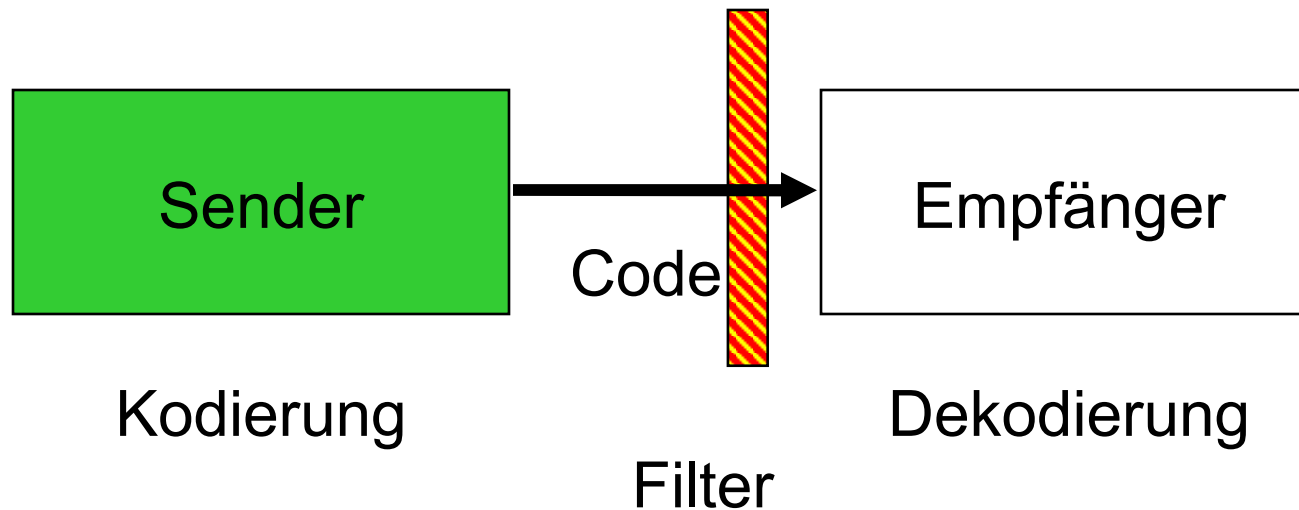 Sender
Empfänger
Code
Kodierung
Dekodierung
Filter